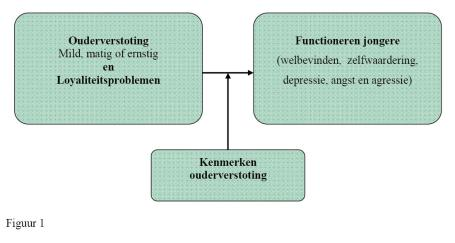 Ouderverstoting
Mild, matig of ernstig
en
Loyaliteitsproblemen
Functioneren jongere
(welbevinden, zelfwaardering,
depressie, angst en agressie)
Kenmerken
ouderverstoting
Figuur 1